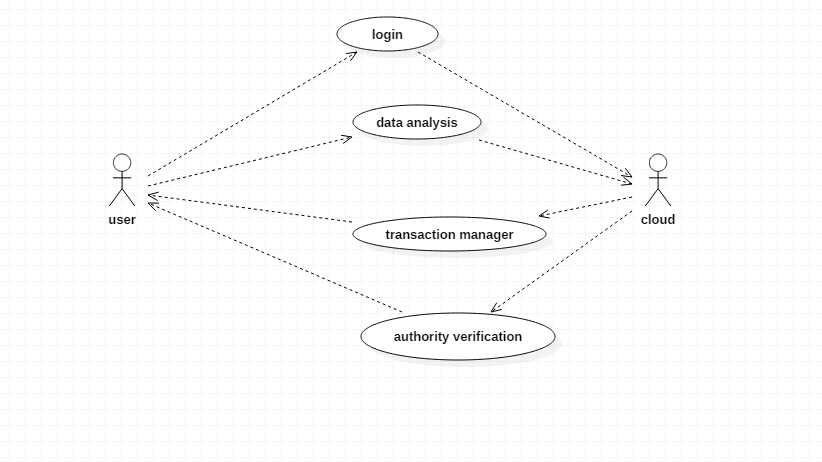 login
data analysis
user
cloud
transaction manager
authority verification